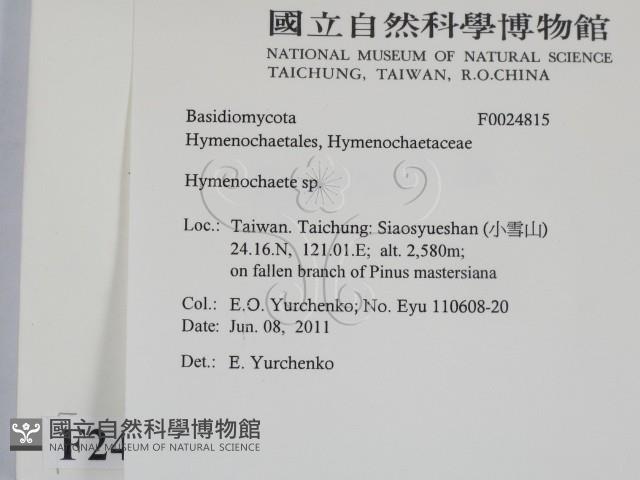 國立自然科學博物館
NATIONAL MUSEUM OF NATURAL SCIENCE
TAICHUNG, TAIWAN, R.O.CHINA
Basidiomycota F0024815
Hymenochaetales, Hymenochaetaceae
Hymenochaete sp.
Loc.: Taiwan. Taichung: Siaosyueshan (小雪山)
24.16.N, 121.01.E; alt. 2,580m;
on fallen branch of Pinus mastersiana
Col.: E.O. Yurchenko; No. Eyu 110608-20
Date: Jun. 08, 2011
Det.: E. Yurchenko
F24
國立自然科學博物館
NATIONAL MUSEUM OF NATURAL SCIENCE